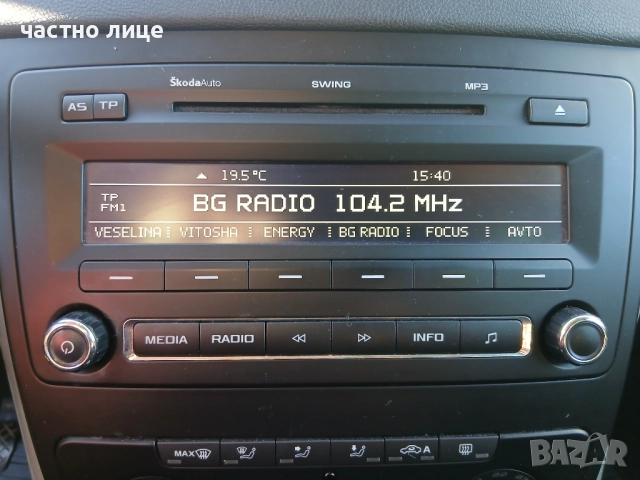 частно лице
ŠkodaAuto SWING MP3
AS TP
19.5°C 15:40
TP
FM1
BG RADIO 104.2 MHz
VESELINA VITOSHA ENERGY BG RADIO FOCUS AVTO
MEDIA RADIO INFO
MAX A
BAZAR